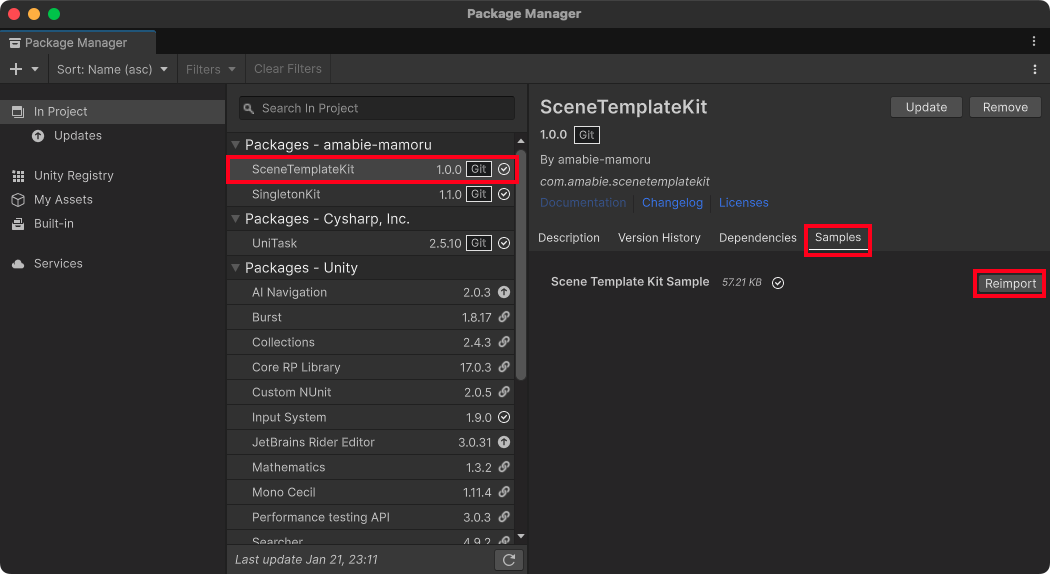 Package Manager
Package Manager
Sort: Name (asc)
Filters
Clear Filters
In Project
Updates
Unity Registry
My Assets
Built-in
Services
Search In Project
Packages - amabie-mamoru
SceneTemplateKit 1.0.0 Git
SingletonKit 1.1.0 Git
Packages - Cysharp, Inc.
UniTask 2.5.10 Git
Packages - Unity
AI Navigation 2.0.3
Burst 1.8.17
Collections 2.4.3
Core RP Library 17.0.3
Custom NUnit 2.0.5
Input System 1.9.0
JetBrains Rider Editor 3.0.31
Mathematics 1.3.2
Mono Cecil 1.11.4
Performance testing API 3.0.3
Searcher 4.9.2
Last update Jan 21, 23:11
SceneTemplateKit
Update
Remove
1.0.0 Git
By amabie-mamoru
com.amabie.scenetemplatekit
Documentation
Changelog
Licenses
Description
Version History
Dependencies
Samples
Scene Template Kit Sample 57.21 KB
Reimport